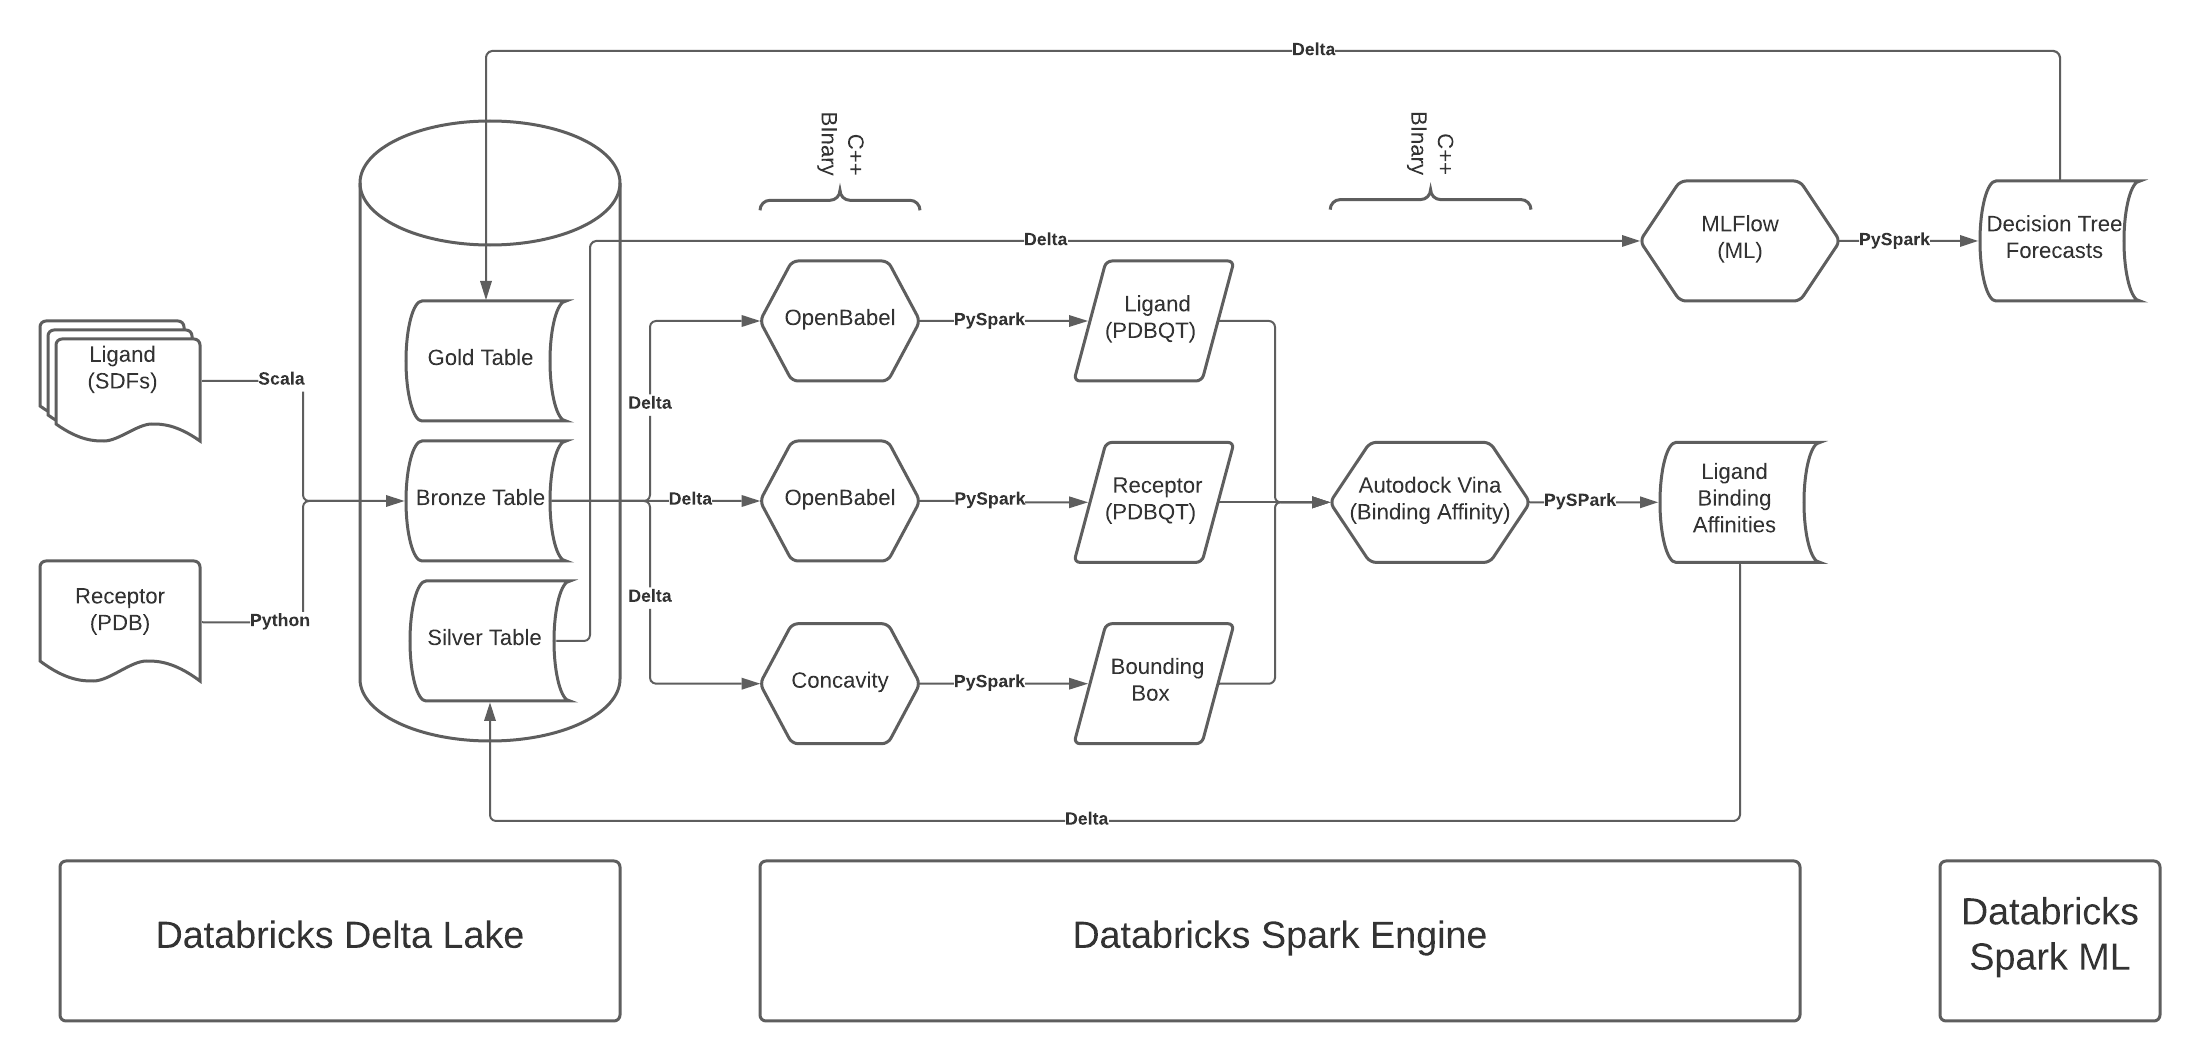 Delta
C++
BInary
C++
BInary
MLFlow
(ML)
PySpark
Decision Tree
Forecasts
Delta
Ligand
(SDFs)
Scala
Gold Table
Delta
OpenBabel
PySpark
Ligand
(PDBQT)
Bronze Table
Delta
OpenBabel
PySpark
Receptor
(PDBQT)
Autodock Vina
(Binding Affinity)
PySPark
Ligand
Binding
Affinities
Receptor
(PDB)
Python
Silver Table
Delta
Concavity
PySpark
Bounding
Box
Delta
Databricks Delta Lake
Databricks Spark Engine
Databricks
Spark ML